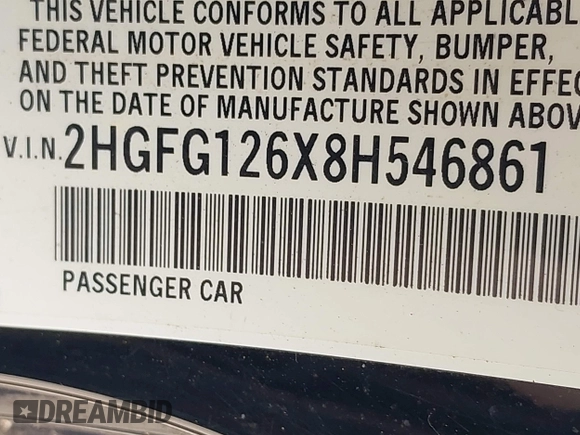 THIS VEHICLE CONFORMS TO ALL APPLICABL
FEDERAL MOTOR VEHICLE SAFETY, BUMPER,
AND THEFT PREVENTION STANDARDS IN EFFEC
ON THE DATE OF MANUFACTURE SHOWN ABOV
V.I.N. 2HGFG126X8H546861
PASSENGER CAR
DREAMBID